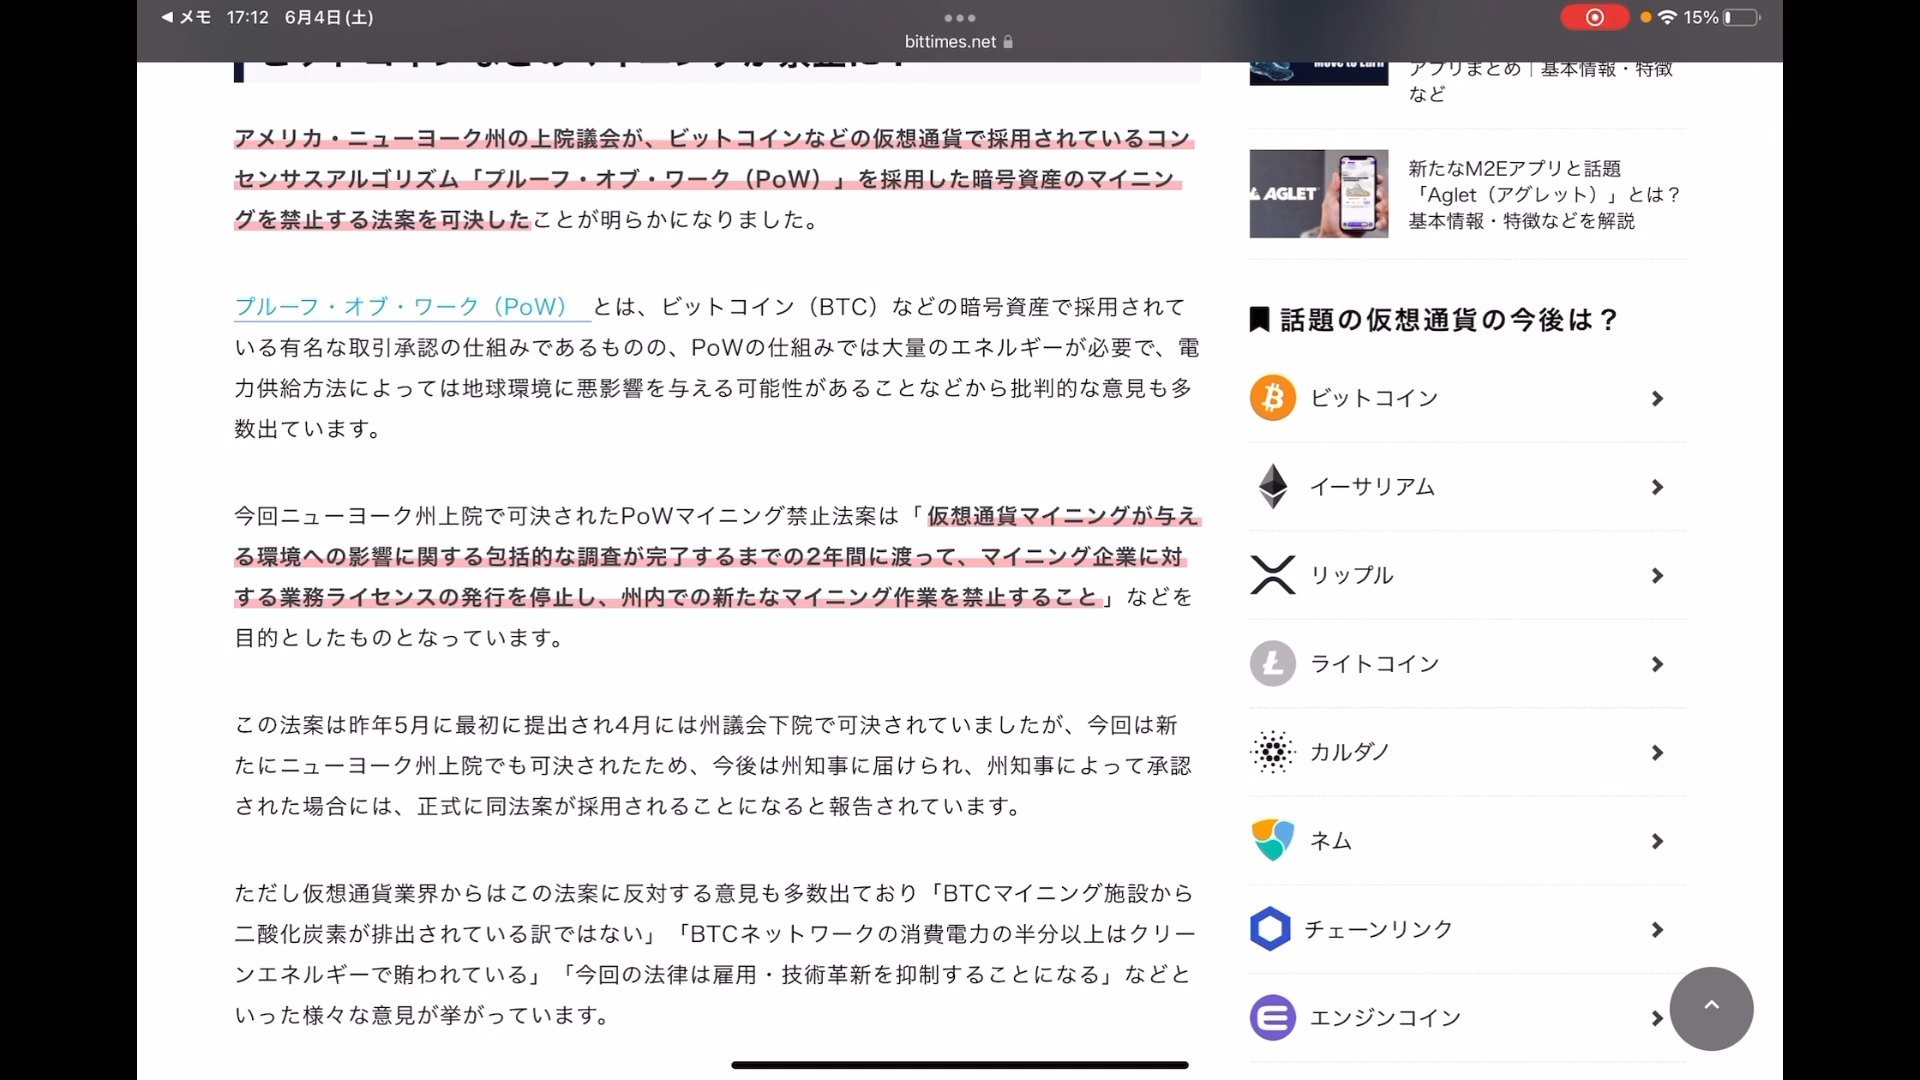 メモ 17:12 6月4日(土)
15%
bittimes.net
アメリカ・ニューヨーク州の上院議会が、ビットコインなどの仮想通貨で採用されているコン
センサスアルゴリズム「プルーフ・オブ・ワーク（PoW）」を採用した暗号資産のマイニン
グを禁止する法案を可決したことが明らかになりました。
プルーフ・オブ・ワーク（PoW）とは、ビットコイン（BTC）などの暗号資産で採用されて
いる有名な取引承認の仕組みであるものの、PoWの仕組みでは大量のエネルギーが必要で、電
力供給方法によっては地球環境に悪影響を与える可能性があることなどから批判的な意見も多
数出ています。
今回ニューヨーク州上院で可決されたPoWマイニング禁止法案は「仮想通貨マイニングが与え
る環境への影響に関する包括的な調査が完了するまでの2年間に渡って、マイニング企業に対
する業務ライセンスの発行を停止し、州内での新たなマイニング作業を禁止すること」などを
目的としたものとなっています。
この法案は昨年5月に最初に提出され4月には州議会下院で可決されていましたが、今回は新
たにニューヨーク州上院でも可決されたため、今後は州知事に届けられ、州知事によって承認
された場合には、正式に同法案が採用されることになると報告されています。
ただし仮想通貨業界からはこの法案に反対する意見も多数出ており「BTCマイニング施設から
二酸化炭素が排出されている訳ではない」「BTCネットワークの消費電力の半分以上はクリー
ンエネルギーで賄われている」「今回の法律は雇用・技術革新を抑制することになる」などと
いった様々な意見が挙がっています。
アプリまとめ｜基本情報・特徴
など
AGLET
新たなM2Eアプリと話題
「Aglet（アグレット）」とは？
基本情報・特徴などを解説
話題の仮想通貨の今後は？
ビットコイン
イーサリアム
リップル
ライトコイン
カルダノ
ネム
チェーンリンク
エンジンコイン